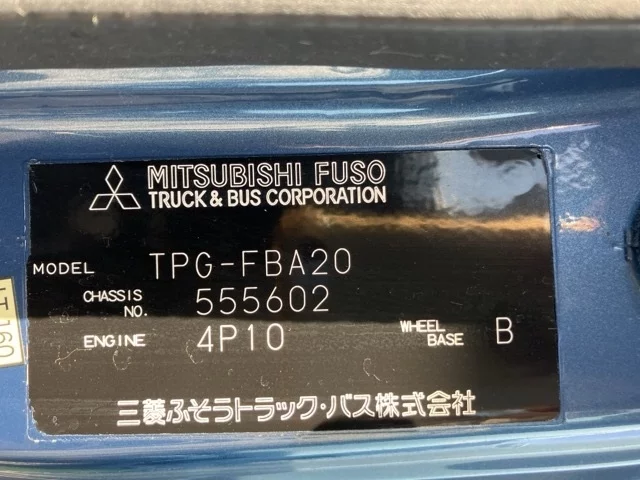 MITSUBISHI FUSO
TRUCK & BUS CORPORATION
MODEL TPG-FBA20
CHASSIS NO. 555602
ENGINE 4P10 WHEEL BASE B
三菱ふそうトラック・バス株式会社
160